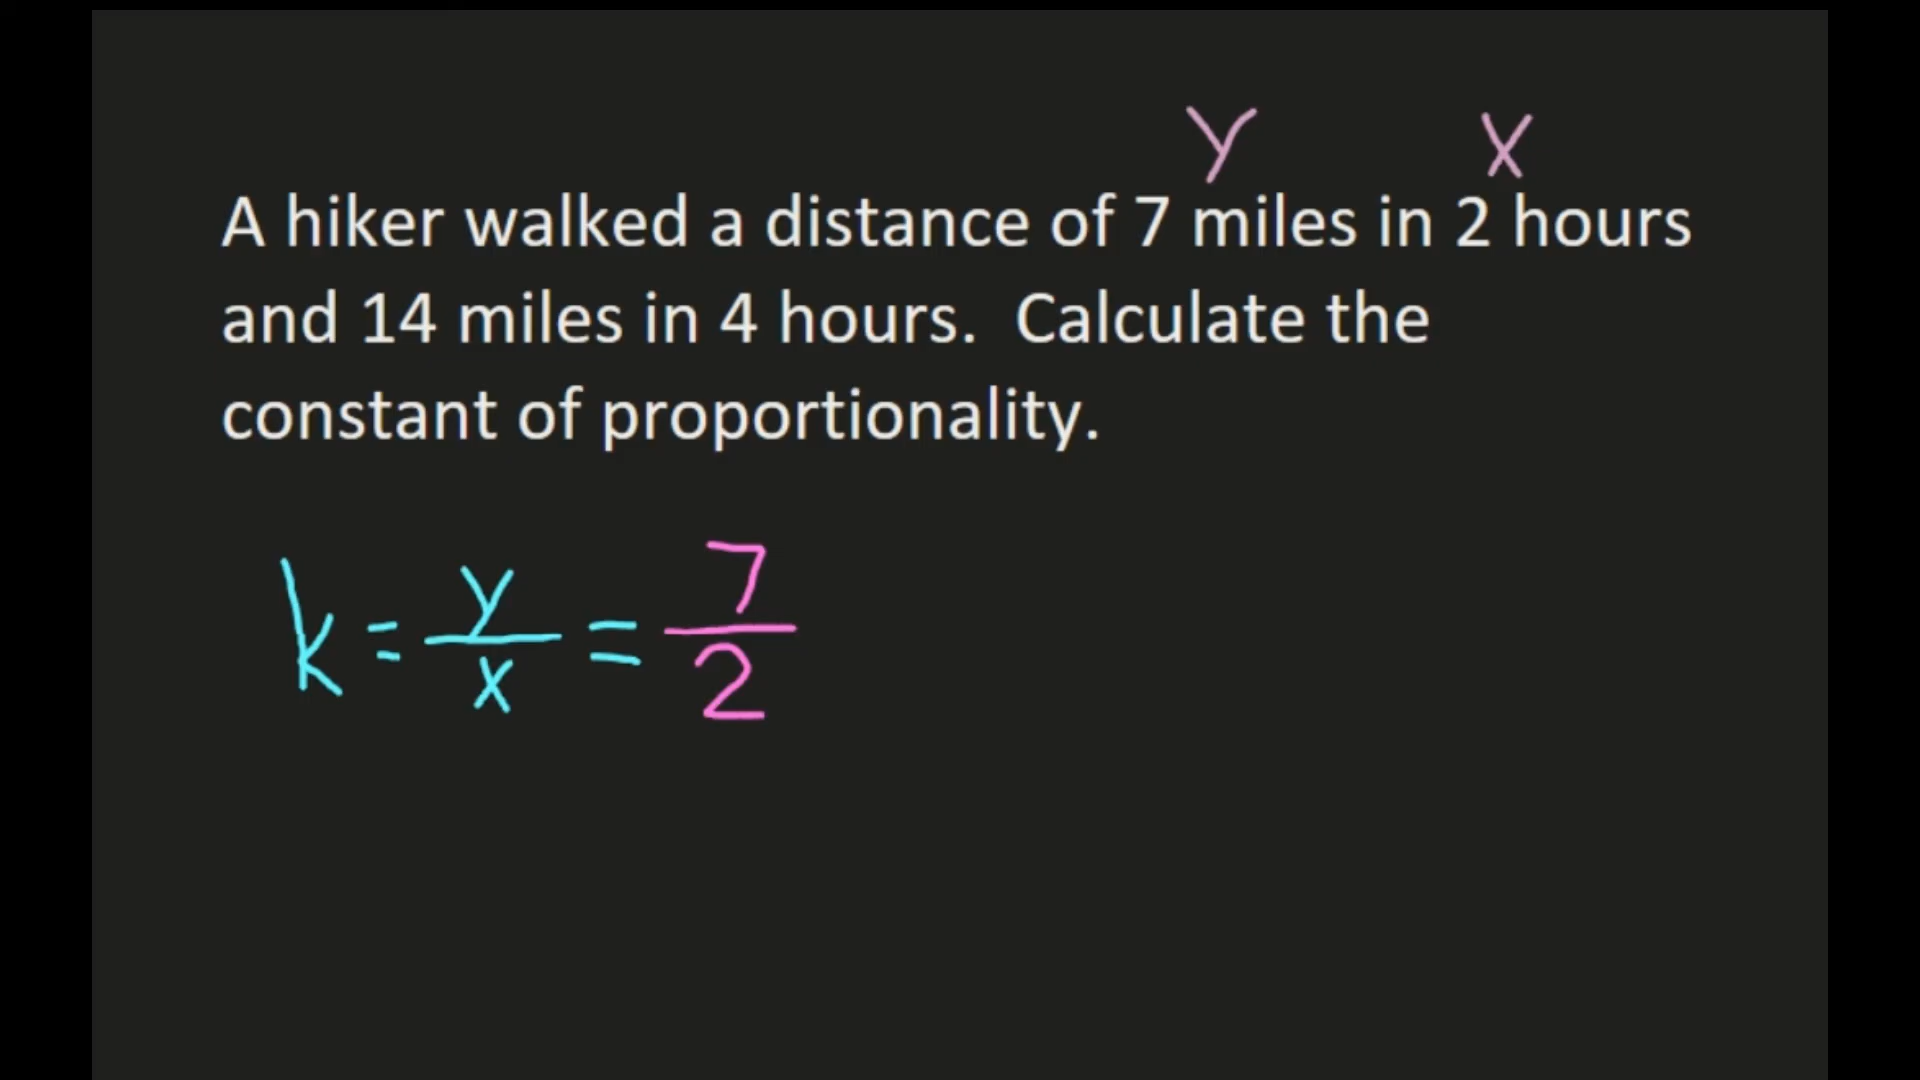 y x
A hiker walked a distance of 7 miles in 2 hours
and 14 miles in 4 hours. Calculate the
constant of proportionality.
k = y/x = 7/2